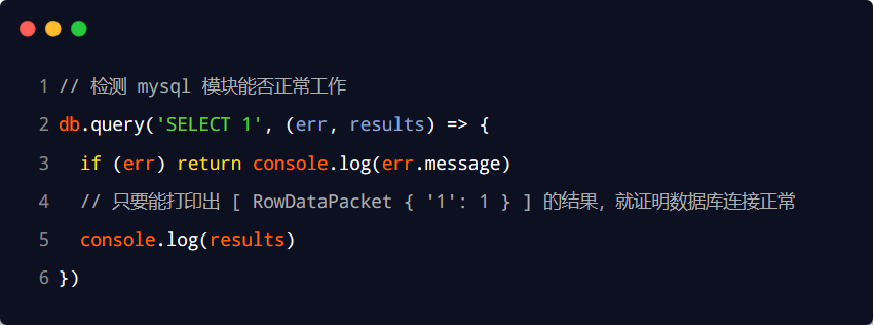 1 // 检测 mysql 模块能否正常工作
2 db.query('SELECT 1', (err, results) => {
3   if (err) return console.log(err.message)
4   // 只要能打印出 [ RowDataPacket { '1': 1 } ] 的结果，就证明数据库连接正常
5   console.log(results)
6 })